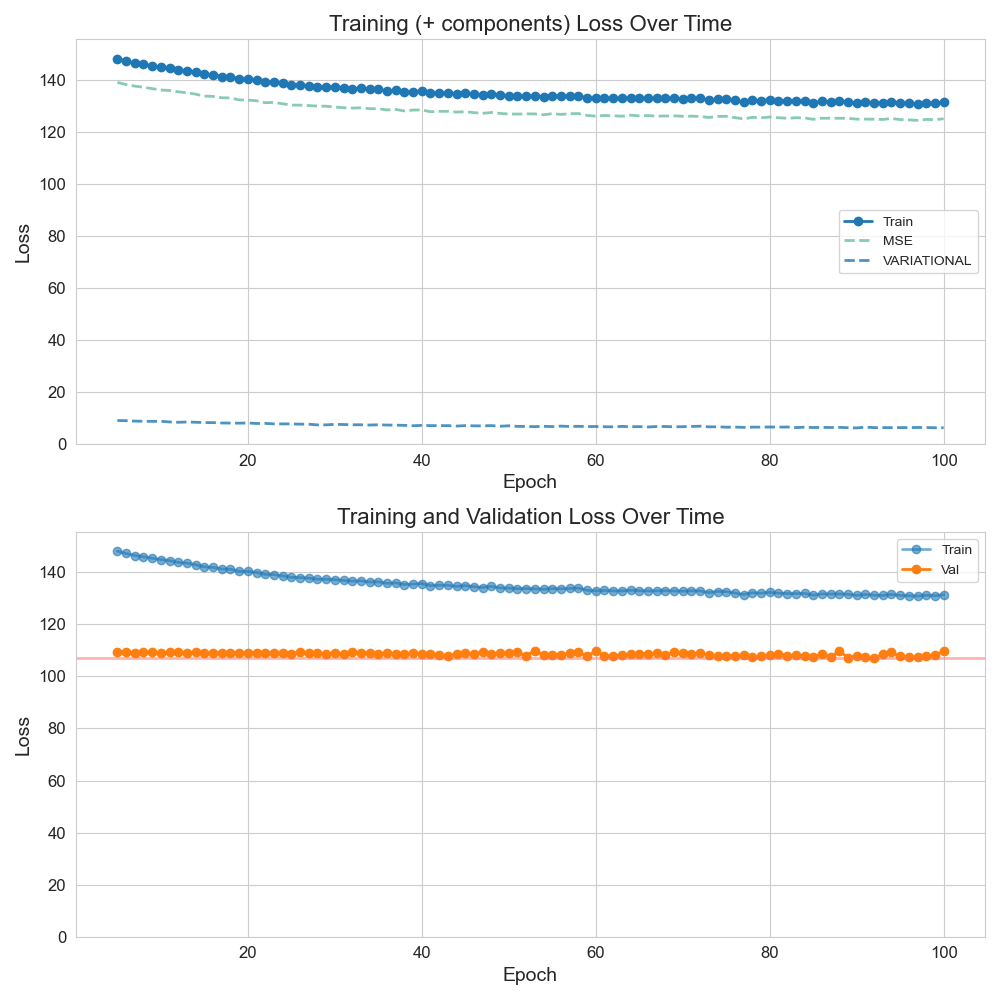 Training (+ components) Loss Over Time
140
120
100
80
60
40
20
0
Loss
Train
MSE
VARIATIONAL
20 40 60 80 100
Epoch
Training and Validation Loss Over Time
140
120
100
80
60
40
20
0
Loss
Train
Val
20 40 60 80 100
Epoch